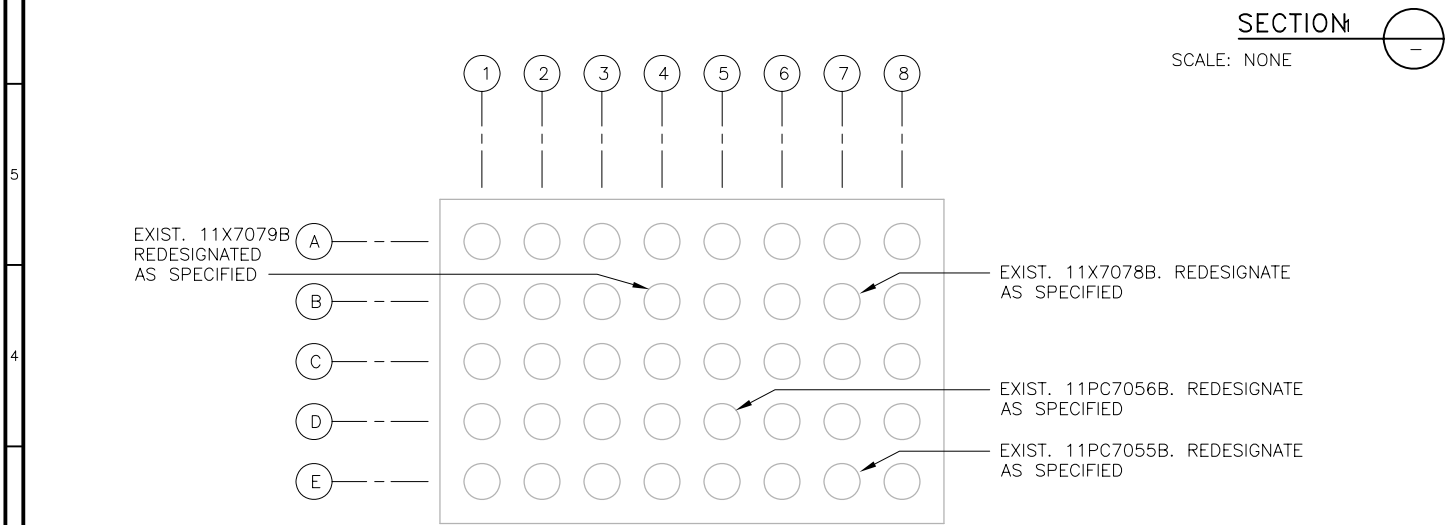 SECTION 1
–
SCALE: NONE
1 2 3 4 5 6 7 8
5
4
A
B
C
D
E
EXIST. 11X7079B
REDESIGNATED
AS SPECIFIED
EXIST. 11X7078B. REDESIGNATE
AS SPECIFIED
EXIST. 11PC7056B. REDESIGNATE
AS SPECIFIED
EXIST. 11PC7055B. REDESIGNATE
AS SPECIFIED